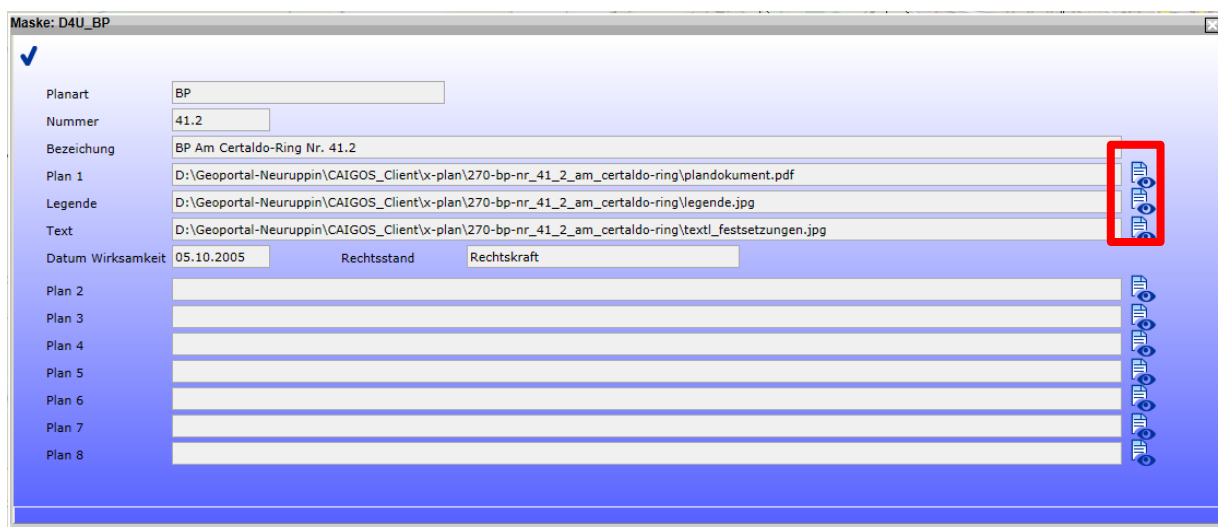 Maske: D4U_BP
Planart BP
Nummer 41.2
Bezeichung BP Am Certaldo-Ring Nr. 41.2
Plan 1 D:\Geoportal-Neuruppin\CAIGOS_Client\x-plan\270-bp-nr_41_2_am_certaldo-ring\plandokument.pdf
Legende D:\Geoportal-Neuruppin\CAIGOS_Client\x-plan\270-bp-nr_41_2_am_certaldo-ring\legende.jpg
Text D:\Geoportal-Neuruppin\CAIGOS_Client\x-plan\270-bp-nr_41_2_am_certaldo-ring\textl_festsetzungen.jpg
Datum Wirksamkeit 05.10.2005 Rechtsstand Rechtskraft
Plan 2
Plan 3
Plan 4
Plan 5
Plan 6
Plan 7
Plan 8